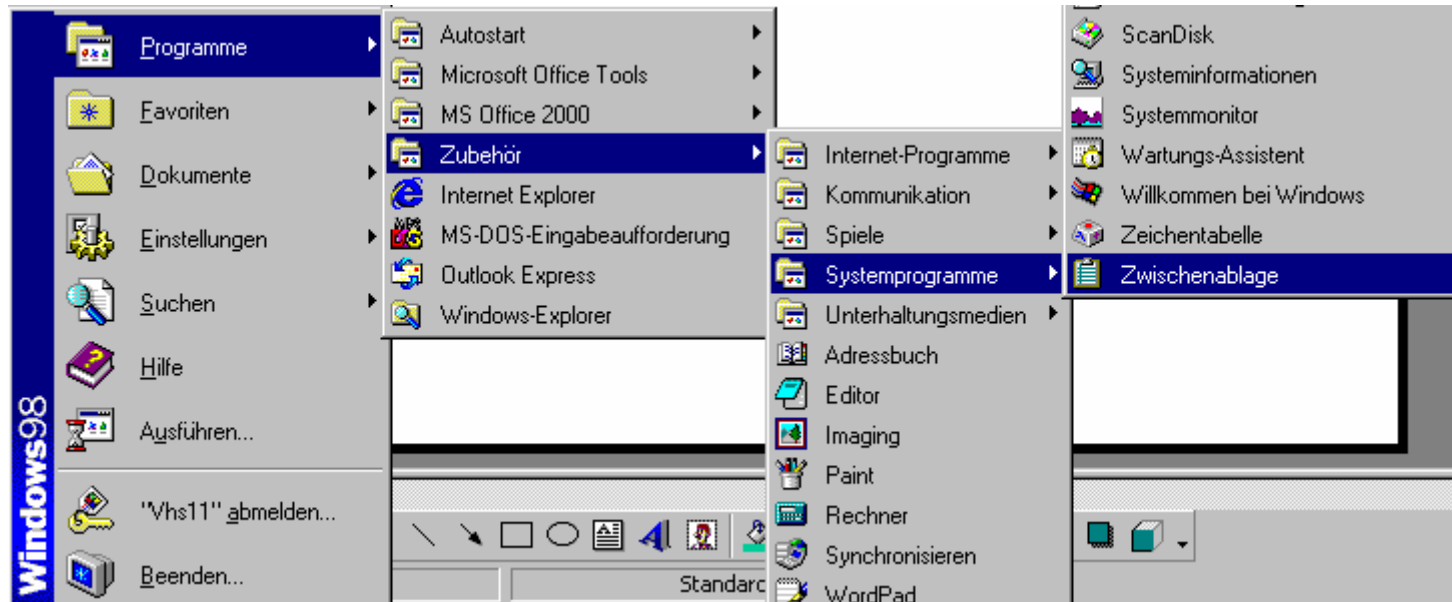 Windows98
Programme
Favoriten
Dokumente
Einstellungen
Suchen
Hilfe
Ausführen...
"Vhs11" abmelden...
Beenden...
Autostart
Microsoft Office Tools
MS Office 2000
Zubehör
Internet Explorer
MS-DOS-Eingabeaufforderung
Outlook Express
Windows-Explorer
Internet-Programme
Kommunikation
Spiele
Systemprogramme
Unterhaltungsmedien
Adressbuch
Editor
Imaging
Paint
Rechner
Synchronisieren
WordPad
ScanDisk
Systeminformationen
Systemmonitor
Wartungs-Assistent
Willkommen bei Windows
Zeichentabelle
Zwischenablage
Standard